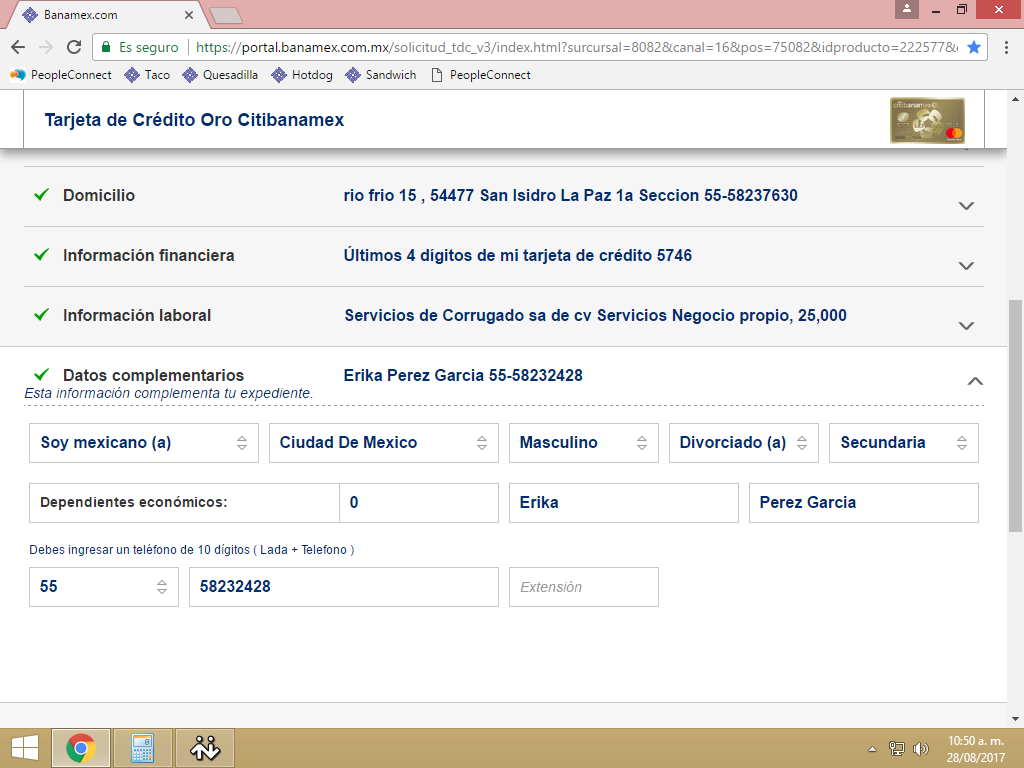 Banamex.com
Es seguro https://portal.banamex.com.mx/solicitud_tdc_v3/index.html?sursursal=8082&canal=16&pos=75082&idproducto=222577&
PeopleConnect Taco Quesadilla Hotdog Sandwich PeopleConnect
Tarjeta de Crédito Oro Citibanamex
citibanamex
Domicilio rio frio 15 , 54477 San Isidro La Paz 1a Seccion 55-58237630
Información financiera Últimos 4 dígitos de mi tarjeta de crédito 5746
Información laboral Servicios de Corrugado sa de cv Servicios Negocio propio, 25,000
Datos complementarios Erika Perez Garcia 55-58232428
Esta información complementa tu expediente.
Soy mexicano (a) Ciudad De Mexico Masculino Divorciado (a) Secundaria
Dependientes económicos: 0 Erika Perez Garcia
Debes ingresar un teléfono de 10 dígitos ( Lada + Telefono )
55 58232428 Extensión
10:50 a. m.
28/08/2017